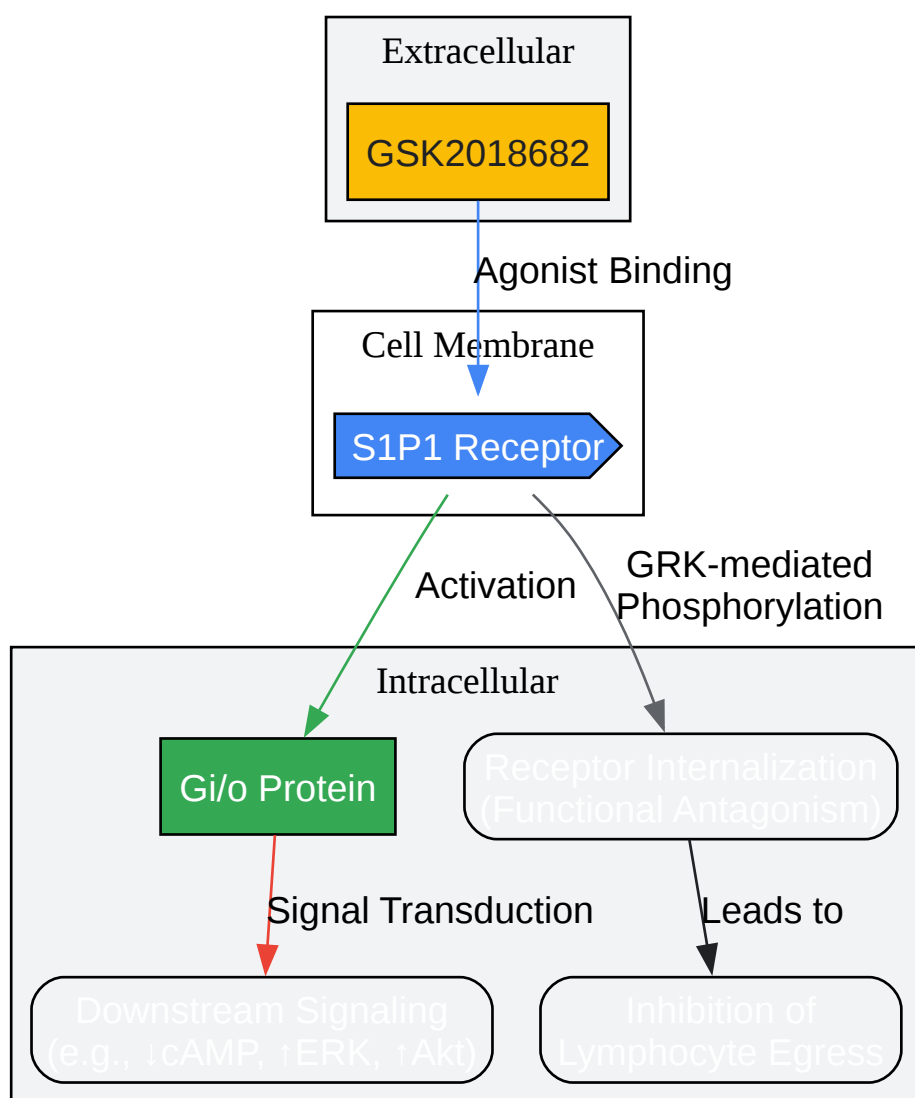 Extracellular
GSK2018682
Agonist Binding
Cell Membrane
S1P1 Receptor
Activation
GRK-mediated
Phosphorylation
Intracellular
Gi/o Protein
Receptor Internalization
(Functional Antagonism)
Signal Transduction
Leads to
Downstream Signaling
(e.g., ↓cAMP, ↑ERK, ↑Akt)
Inhibition of
Lymphocyte Egress